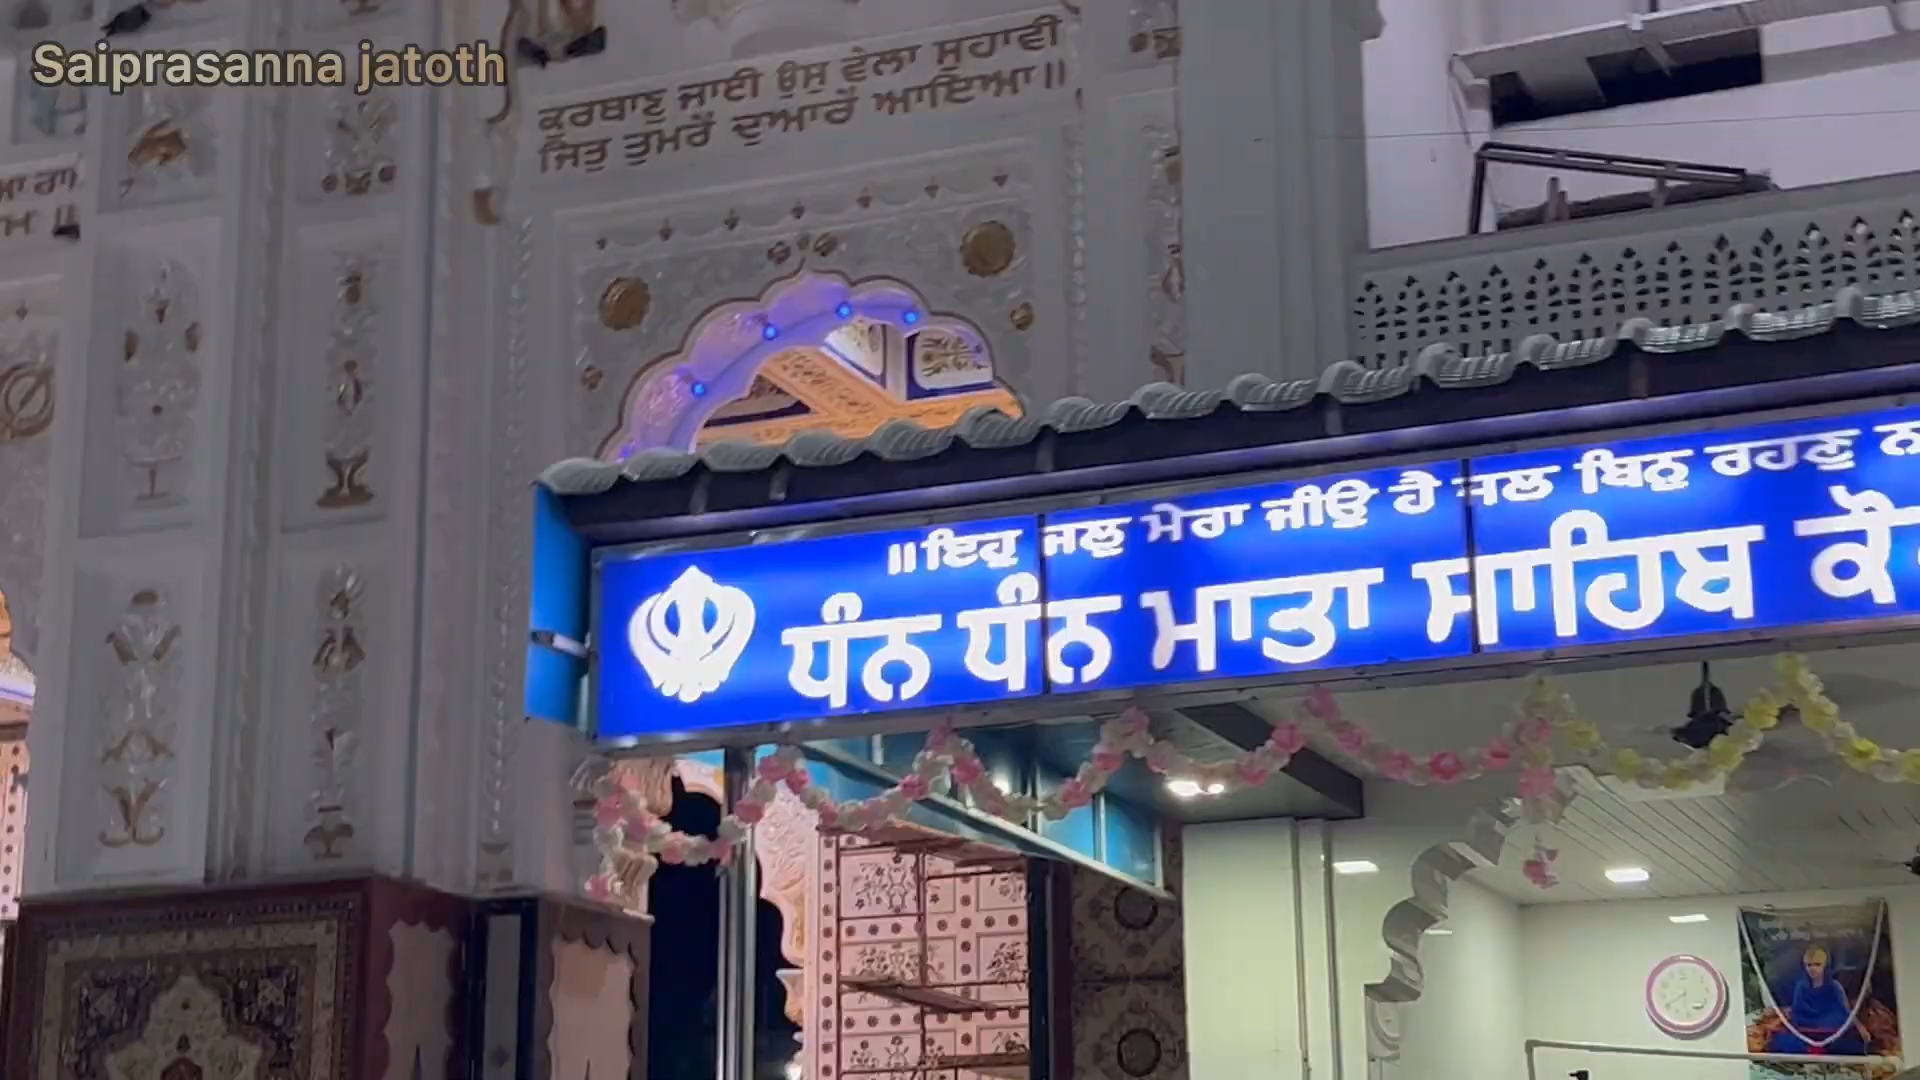 Saiprasanna jatoth
ਕੁਰਬਾਣੁ ਜਾਈ ਉਸੁ ਵੇਲਾ ਸੁਹਾਵੀ
ਜਿਤੁ ਤੁਮਰੇ ਦੁਆਰੇ ਆਇਆ॥
॥ਇਹੁ ਜਲੁ ਮੇਰਾ ਜੀਉ ਹੈ ਜਲ ਬਿਨੁ ਰਹਣੁ
ਧੰਨ ਧੰਨ ਮਾਤਾ ਸਾਹਿਬ